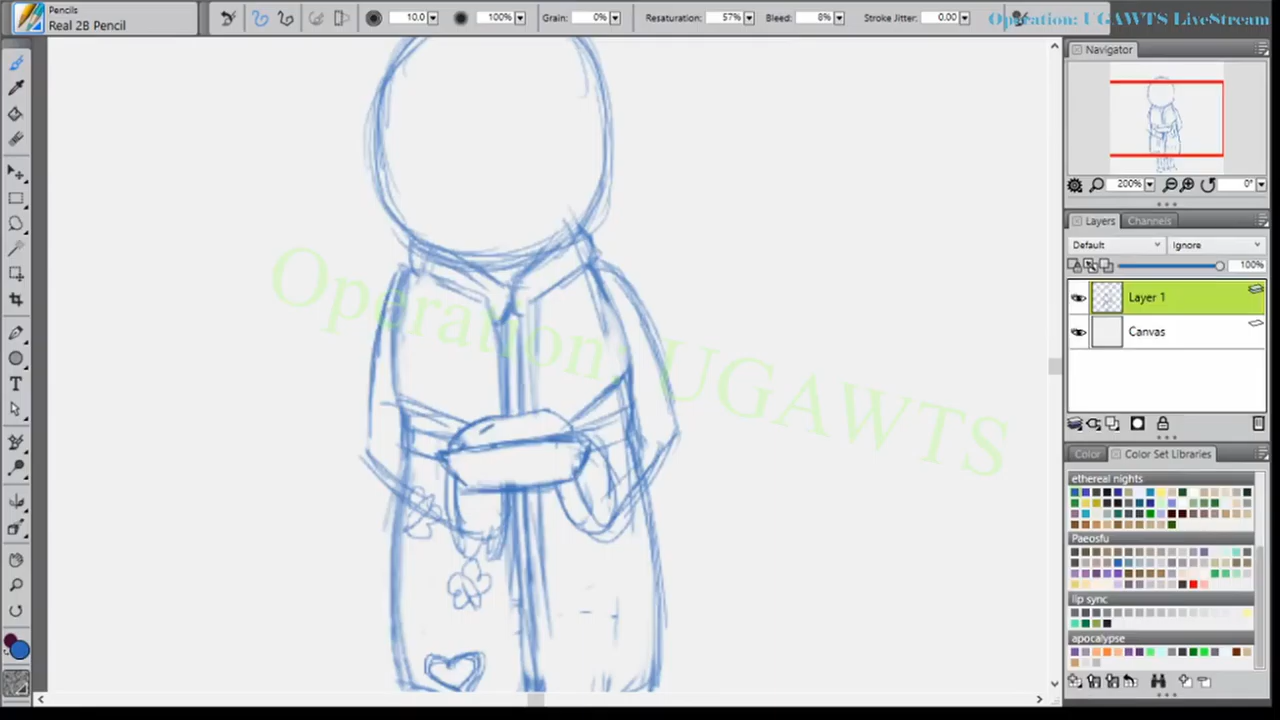 Pencils
Real 2B Pencil
10.0
100%
Grain: 0%
Resaturation: 57%
Bleed: 8%
Stroke Jitter: 0.00
Operation: UGAWTS LiveStream
Navigator
200%
0°
Layers
Channels
Default
Ignore
100%
Layer 1
Canvas
Color
Color Set Libraries
ethereal nights
Paeosfu
lip sync
apocalypse
T
Operation: UGAWTS